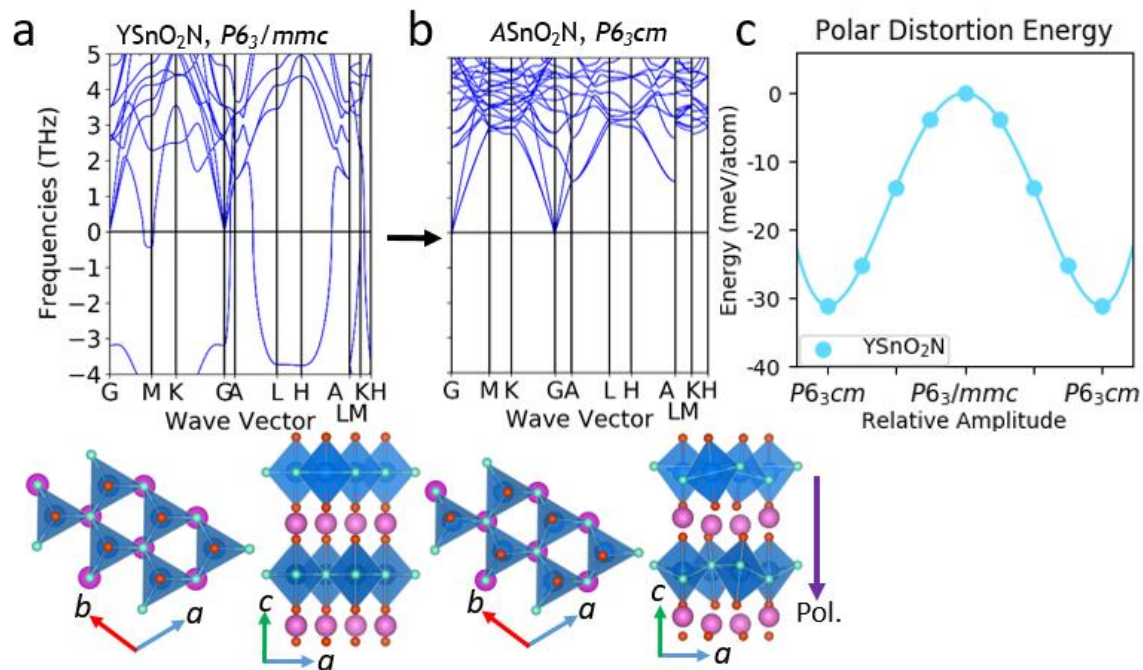 a YSnO2N, P63/mmc
5
4
3
2
1
0
−1
−2
−3
−4
Frequencies (THz)
G M K G A L H A K H
LM
Wave Vector
b ASnO2N, P63cm
G M K G A L H A K H
LM
Wave Vector
c Polar Distortion Energy
0
-10
-20
-30
-40
Energy (meV/atom)
YSnO2N
P63cm P63/mmc P63cm
Relative Amplitude
b a
c
a
b a
c
a
Pol.